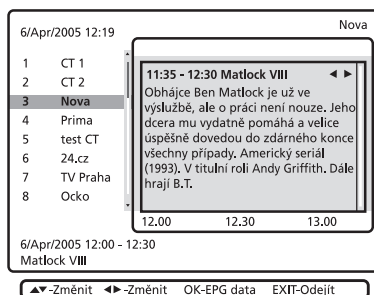 6/Apr/2005 12:19
Nova
1 CT 1
2 CT 2
3 Nova
4 Prima
5 test CT
6 24.cz
7 TV Praha
8 Ocko
11:35 - 12:30 Matlock VIII ◄ ►
Obhájce Ben Matlock je už ve
výslužbě, ale o práci není nouze. Jeho
dcera mu vydatně pomáhá a velice
úspěšně dovedou do zdárného konce
všechny případy. Americký seriál
(1993). V titulní roli Andy Griffith. Dále
hrají B.T.
12.00 12.30 13.00
6/Apr/2005 12:00 - 12:30
Matlock VIII
▲▼-Změnit ◄►-Změnit OK-EPG data EXIT-Odejít